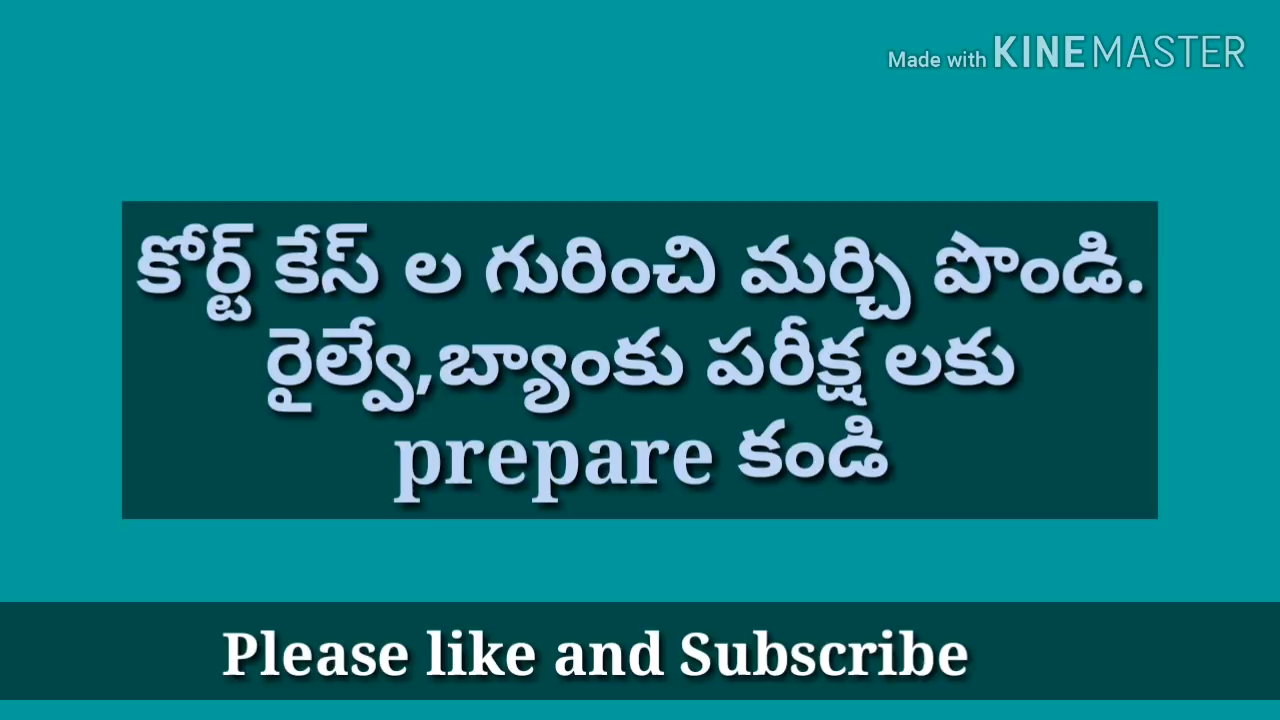 Made with KINEMASTER
కోర్ట్ కేస్ ల గురించి మర్చి పొండి.
రైల్వే,బ్యాంకు పరీక్ష లకు
prepare కండి
Please like and Subscribe